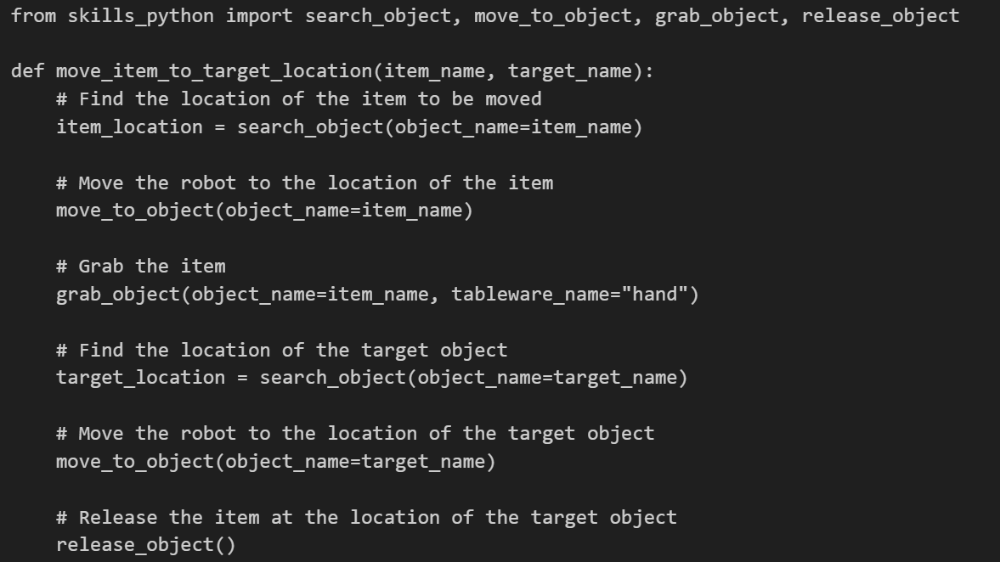 from skills_python import search_object, move_to_object, grab_object, release_object
def move_item_to_target_location(item_name, target_name):
    # Find the location of the item to be moved
    item_location = search_object(object_name=item_name)
    # Move the robot to the location of the item
    move_to_object(object_name=item_name)
    # Grab the item
    grab_object(object_name=item_name, tableware_name="hand")
    # Find the location of the target object
    target_location = search_object(object_name=target_name)
    # Move the robot to the location of the target object
    move_to_object(object_name=target_name)
    # Release the item at the location of the target object
    release_object()